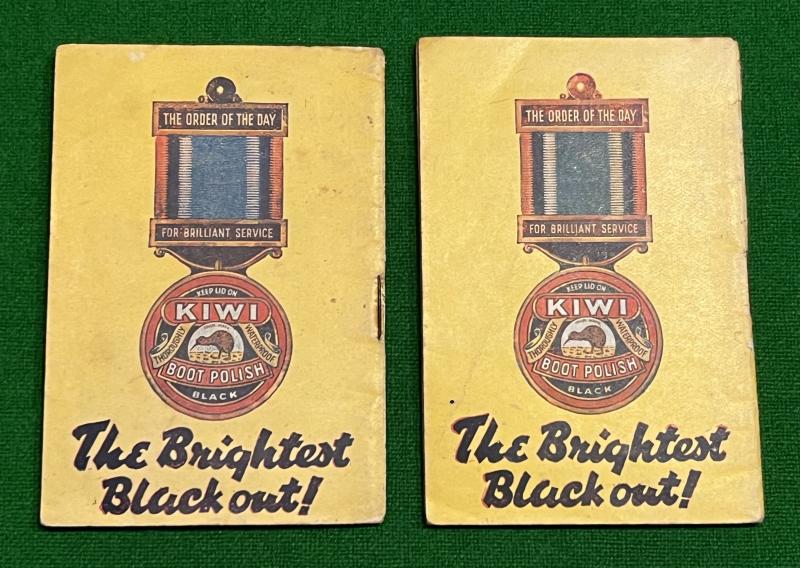 THE ORDER OF THE DAY
FOR BRILLIANT SERVICE
KEEP LID ON
KIWI
THOROUGHLY WATERPROOF
BOOT POLISH
BLACK
The Brightest
Black out!
THE ORDER OF THE DAY
FOR BRILLIANT SERVICE
KEEP LID ON
KIWI
THOROUGHLY WATERPROOF
BOOT POLISH
BLACK
The Brightest
Black out!